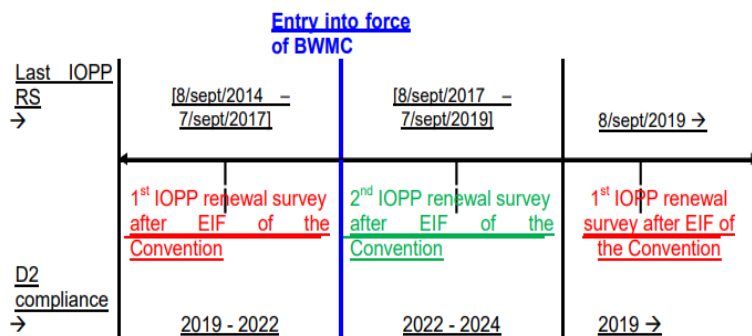 Entry into force
of BWMC
Last IOPP
RS
→
[8/sept/2014 –
7/sept/2017]
[8/sept/2017 –
7/sept/2019]
8/sept/2019 →
1st IOPP renewal survey
after EIF of the
Convention
2nd IOPP renewal survey
after EIF of the
Convention
1st IOPP renewal
survey after EIF of
the Convention
D2
compliance
→
2019 - 2022
2022 - 2024
2019 →